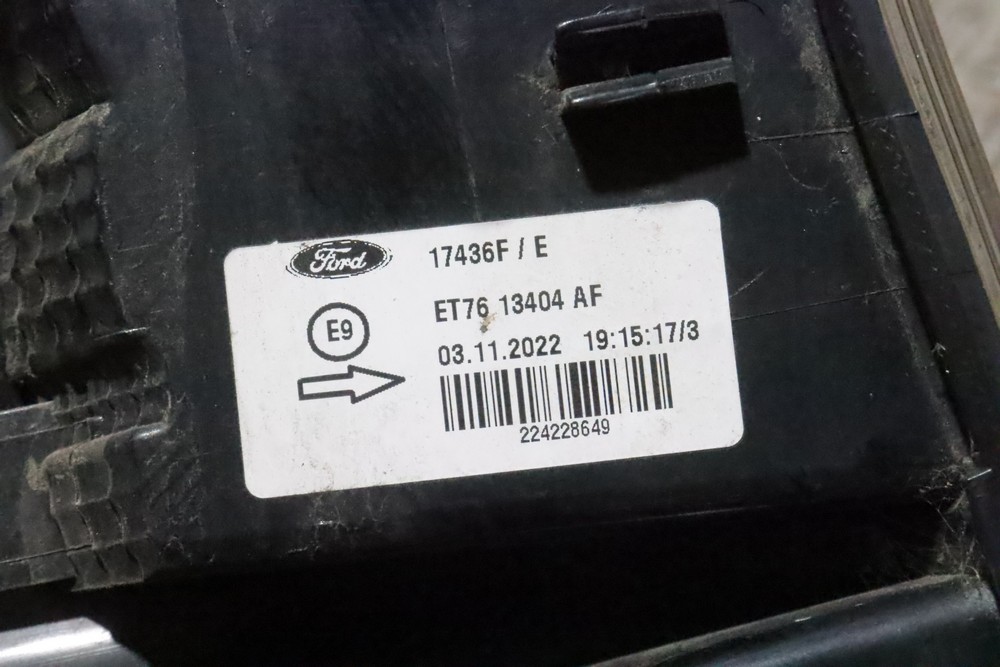 Ford
17436F / E
ET76 13404 AF
E9
03.11.2022 19:15:17/3
224228649